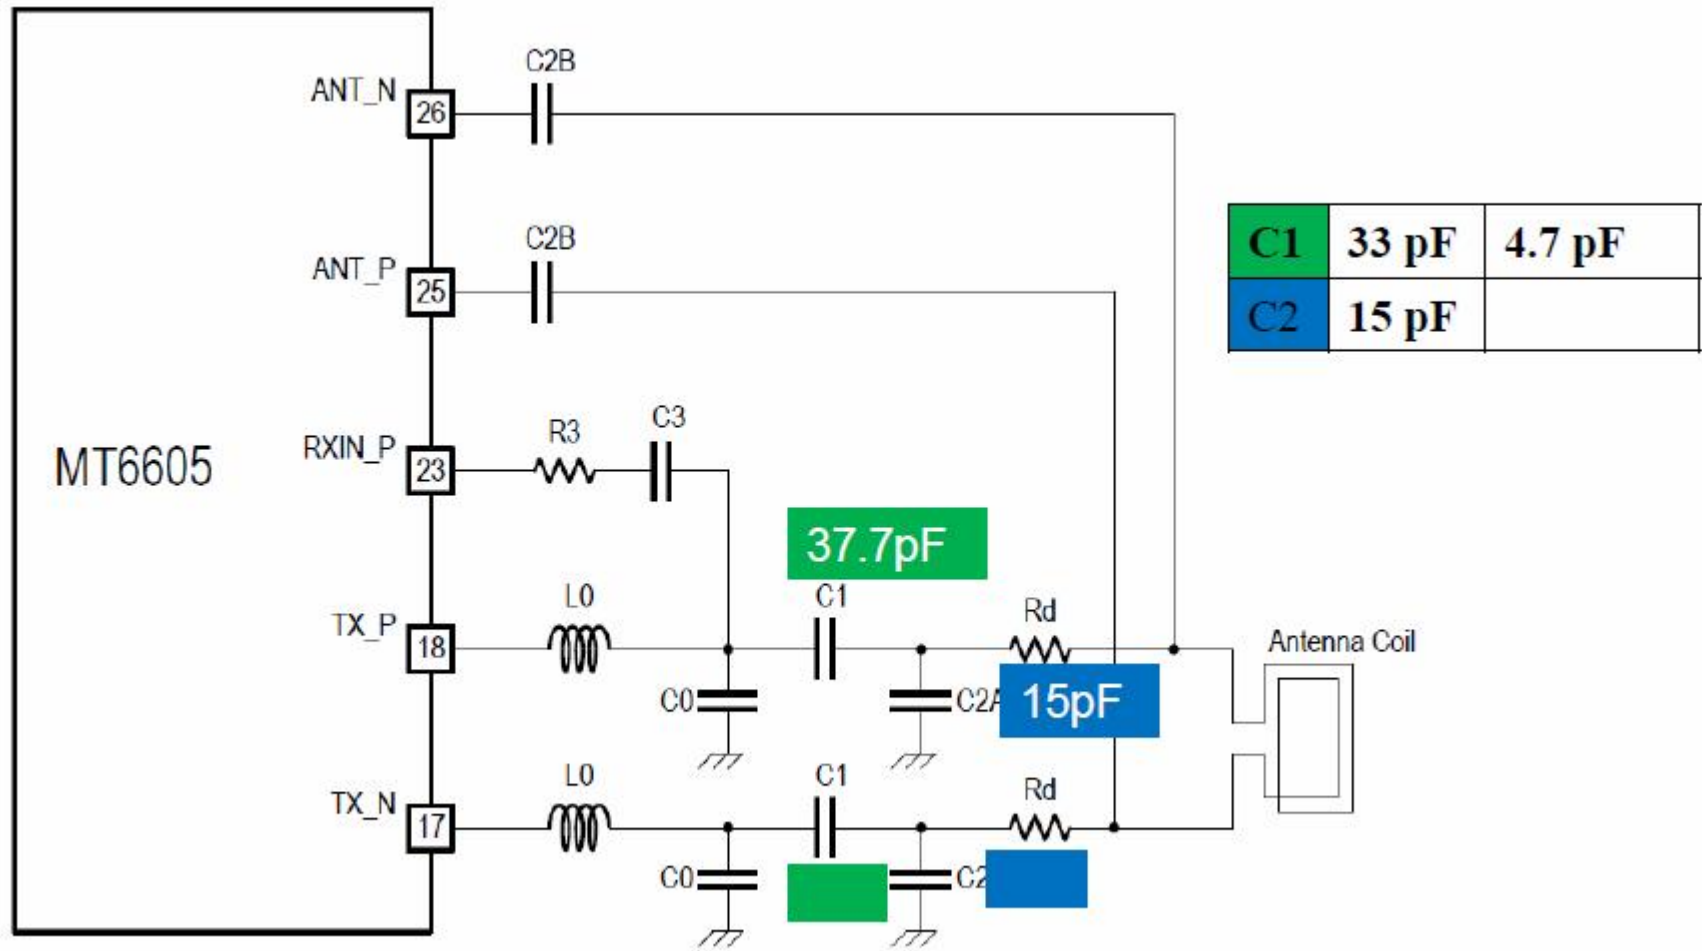 C2B
ANT_N
26
C2B
ANT_P
25
C1 33 pF 4.7 pF
C2 15 pF
MT6605
RXIN_P
23
R3
C3
37.7pF
TX_P
18
L0
C1
Rd
Antenna Coil
C0
C2A
15pF
TX_N
17
L0
C1
Rd
C0
C2